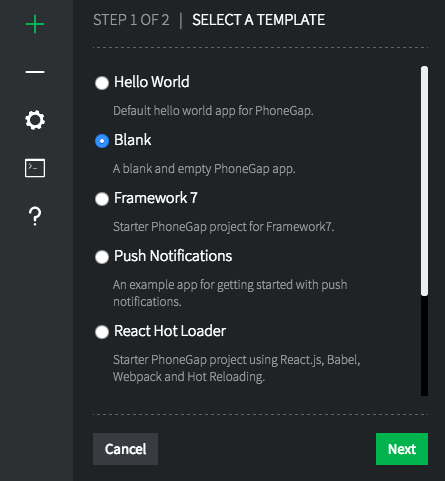 STEP 1 OF 2 | SELECT A TEMPLATE
Hello World
Default hello world app for PhoneGap.
Blank
A blank and empty PhoneGap app.
Framework 7
Starter PhoneGap project for Framework7.
Push Notifications
An example app for getting started with push
notifications.
React Hot Loader
Starter PhoneGap project using React.js, Babel,
Webpack and Hot Reloading.
Cancel
Next